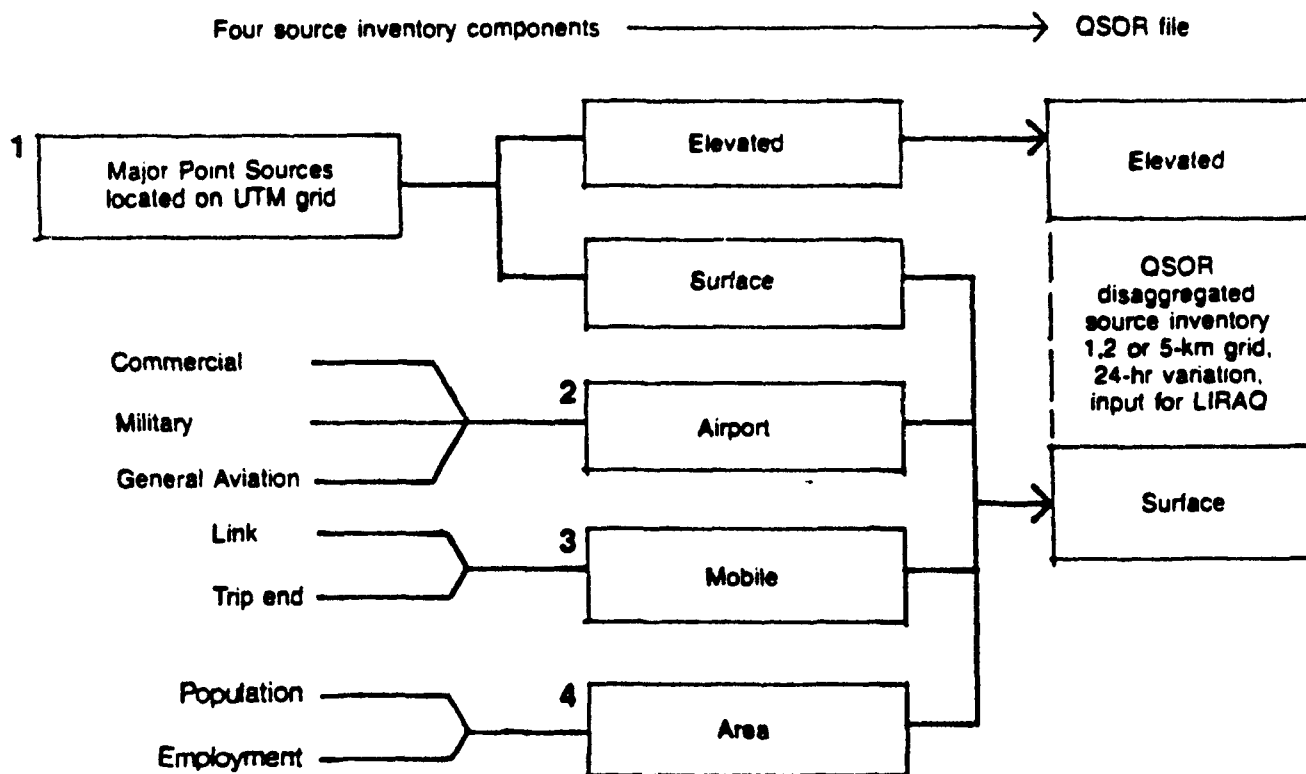 Four source inventory components
QSOR file
1
Major Point Sources
located on UTM grid
Elevated
Elevated
Surface
QSOR
disaggregated
source inventory
1,2 or 5-km grid,
24-hr variation,
input for LIRAQ
Commercial
Military
General Aviation
2
Airport
Surface
Link
Trip end
3
Mobile
Population
Employment
4
Area